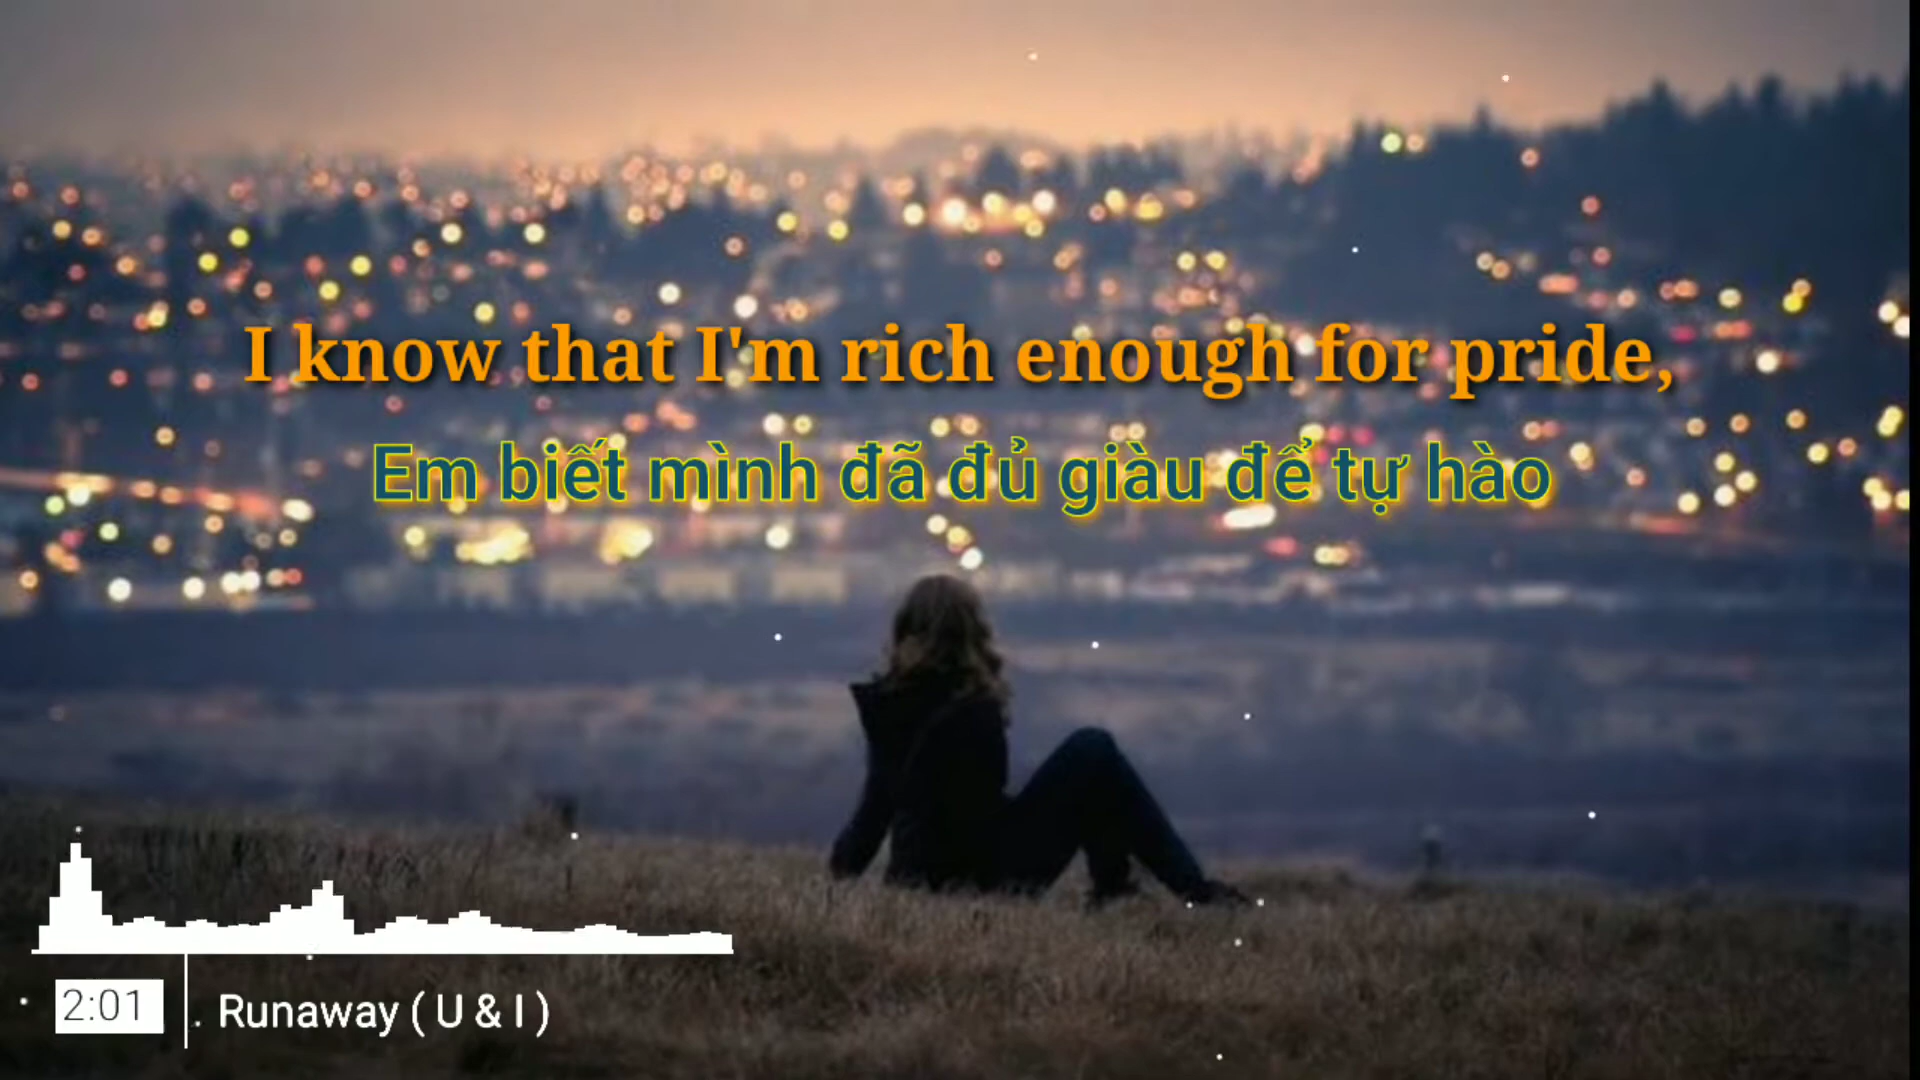 I know that I'm rich enough for pride,
Em biết mình đã đủ giàu để tự hào
2:01
Runaway ( U & I )